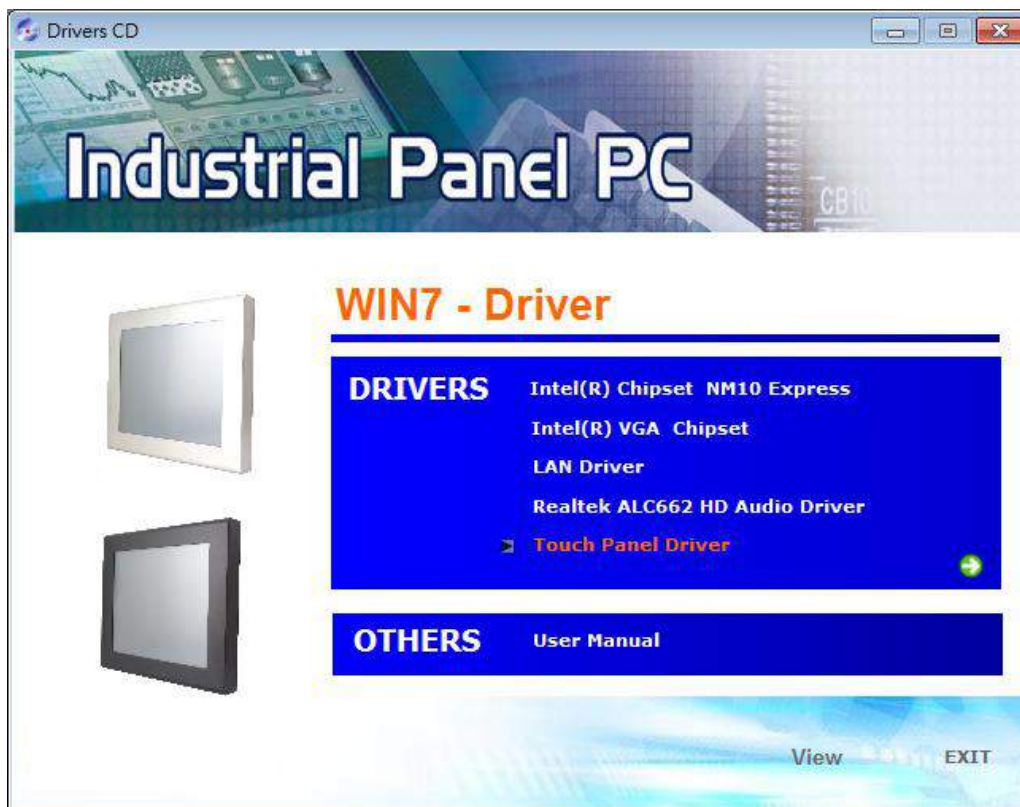 Drivers CD
Industrial Panel PC
CB10
WIN7 - Driver
DRIVERS
Intel(R) Chipset NM10 Express
Intel(R) VGA Chipset
LAN Driver
Realtek ALC662 HD Audio Driver
Touch Panel Driver
OTHERS
User Manual
View
EXIT